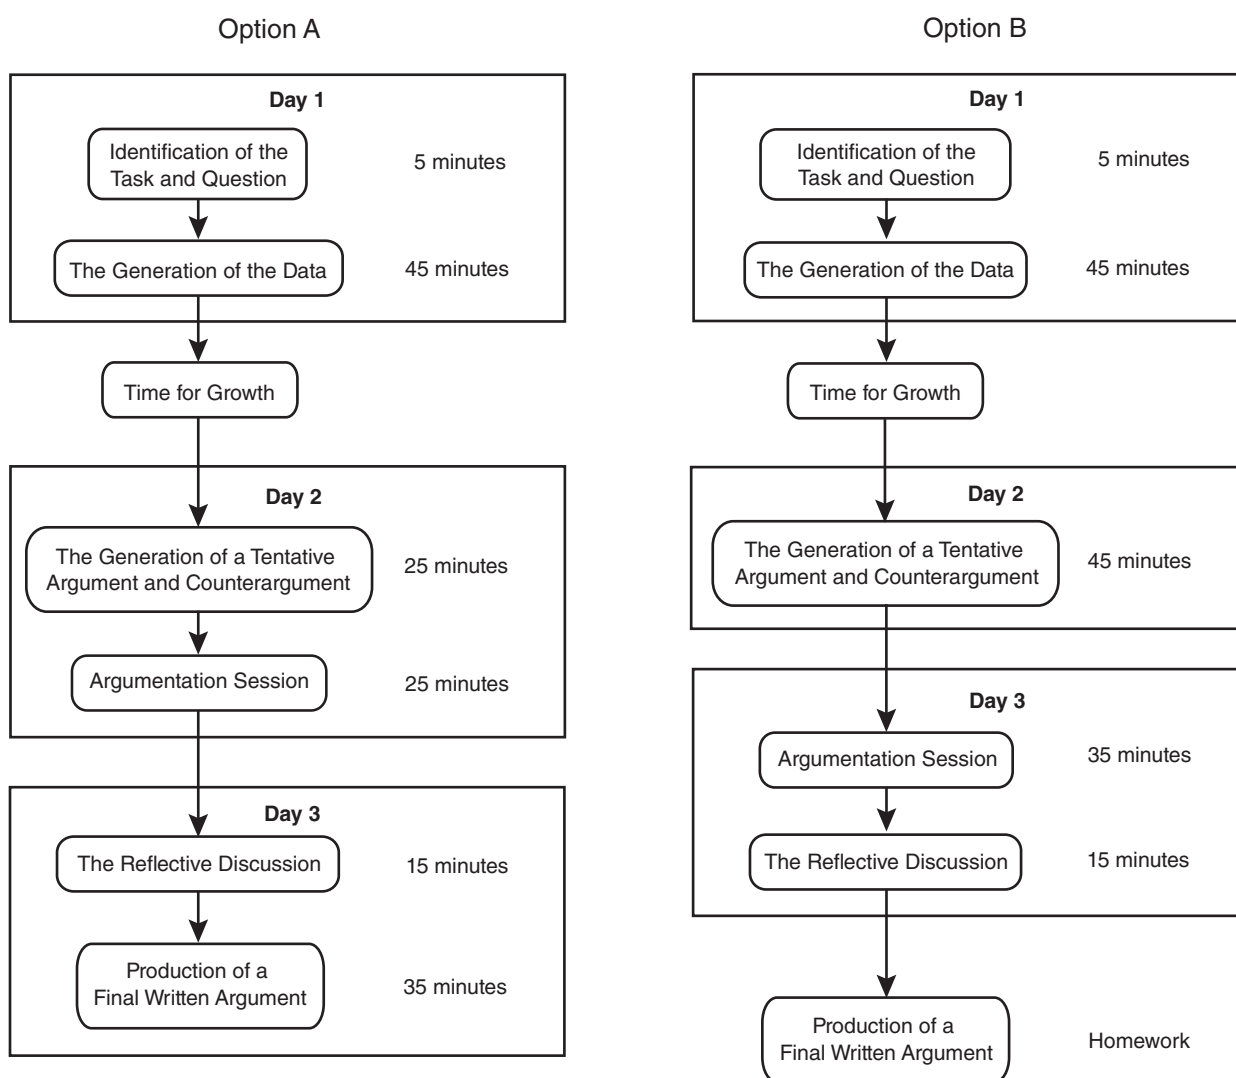 Option A
Day 1
Identification of the
Task and Question
5 minutes
The Generation of the Data
45 minutes
Time for Growth
Day 2
The Generation of a Tentative
Argument and Counterargument
25 minutes
Argumentation Session
25 minutes
Day 3
The Reflective Discussion
15 minutes
Production of a
Final Written Argument
35 minutes
Option B
Day 1
Identification of the
Task and Question
5 minutes
The Generation of the Data
45 minutes
Time for Growth
Day 2
The Generation of a Tentative
Argument and Counterargument
45 minutes
Day 3
Argumentation Session
35 minutes
The Reflective Discussion
15 minutes
Production of a
Final Written Argument
Homework